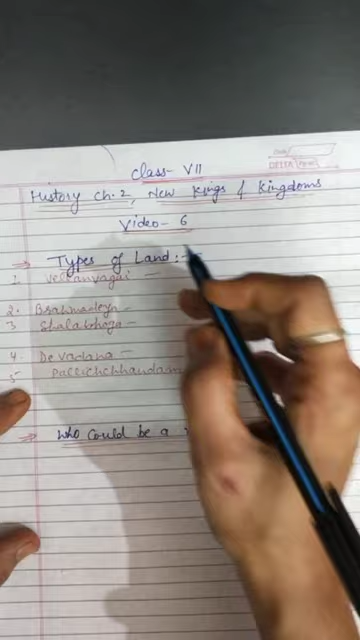 Class- VII
History Ch. 2, New Kings & Kingdoms
Video- 6
⇒ Types of Land :-
1. Vellanvagai —
2. Brahmadeya
3 Shalabhoga —
4. Devadana —
5 Pallichchhandam
⇒ Who Could be a